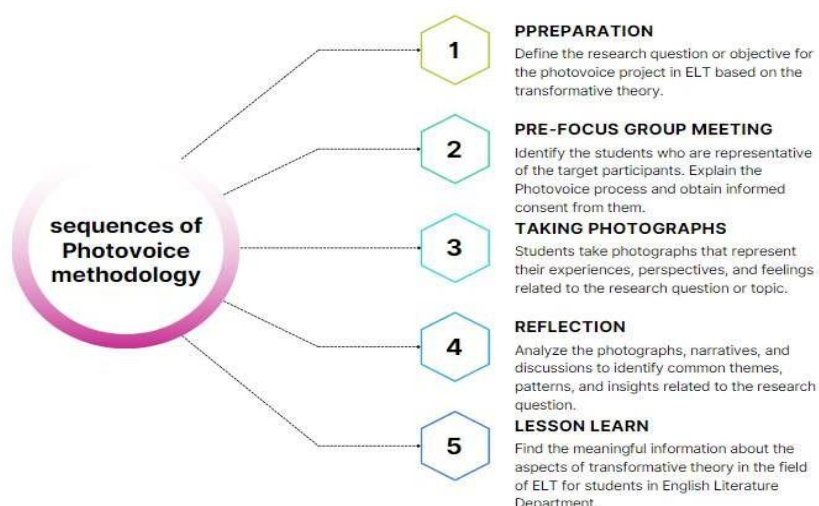 sequences of
Photovoice
methodology
1
PPREPARATION
Define the research question or objective for
the photovoice project in ELT based on the
transformative theory.
2
PRE-FOCUS GROUP MEETING
Identify the students who are representative
of the target participants. Explain the
Photovoice process and obtain informed
consent from them.
3
TAKING PHOTOGRAPHS
Students take photographs that represent
their experiences, perspectives, and feelings
related to the research question or topic.
4
REFLECTION
Analyze the photographs, narratives, and
discussions to identify common themes,
patterns, and insights related to the research
question.
5
LESSON LEARN
Find the meaningful information about the
aspects of transformative theory in the field
of ELT for students in English Literature
Department.